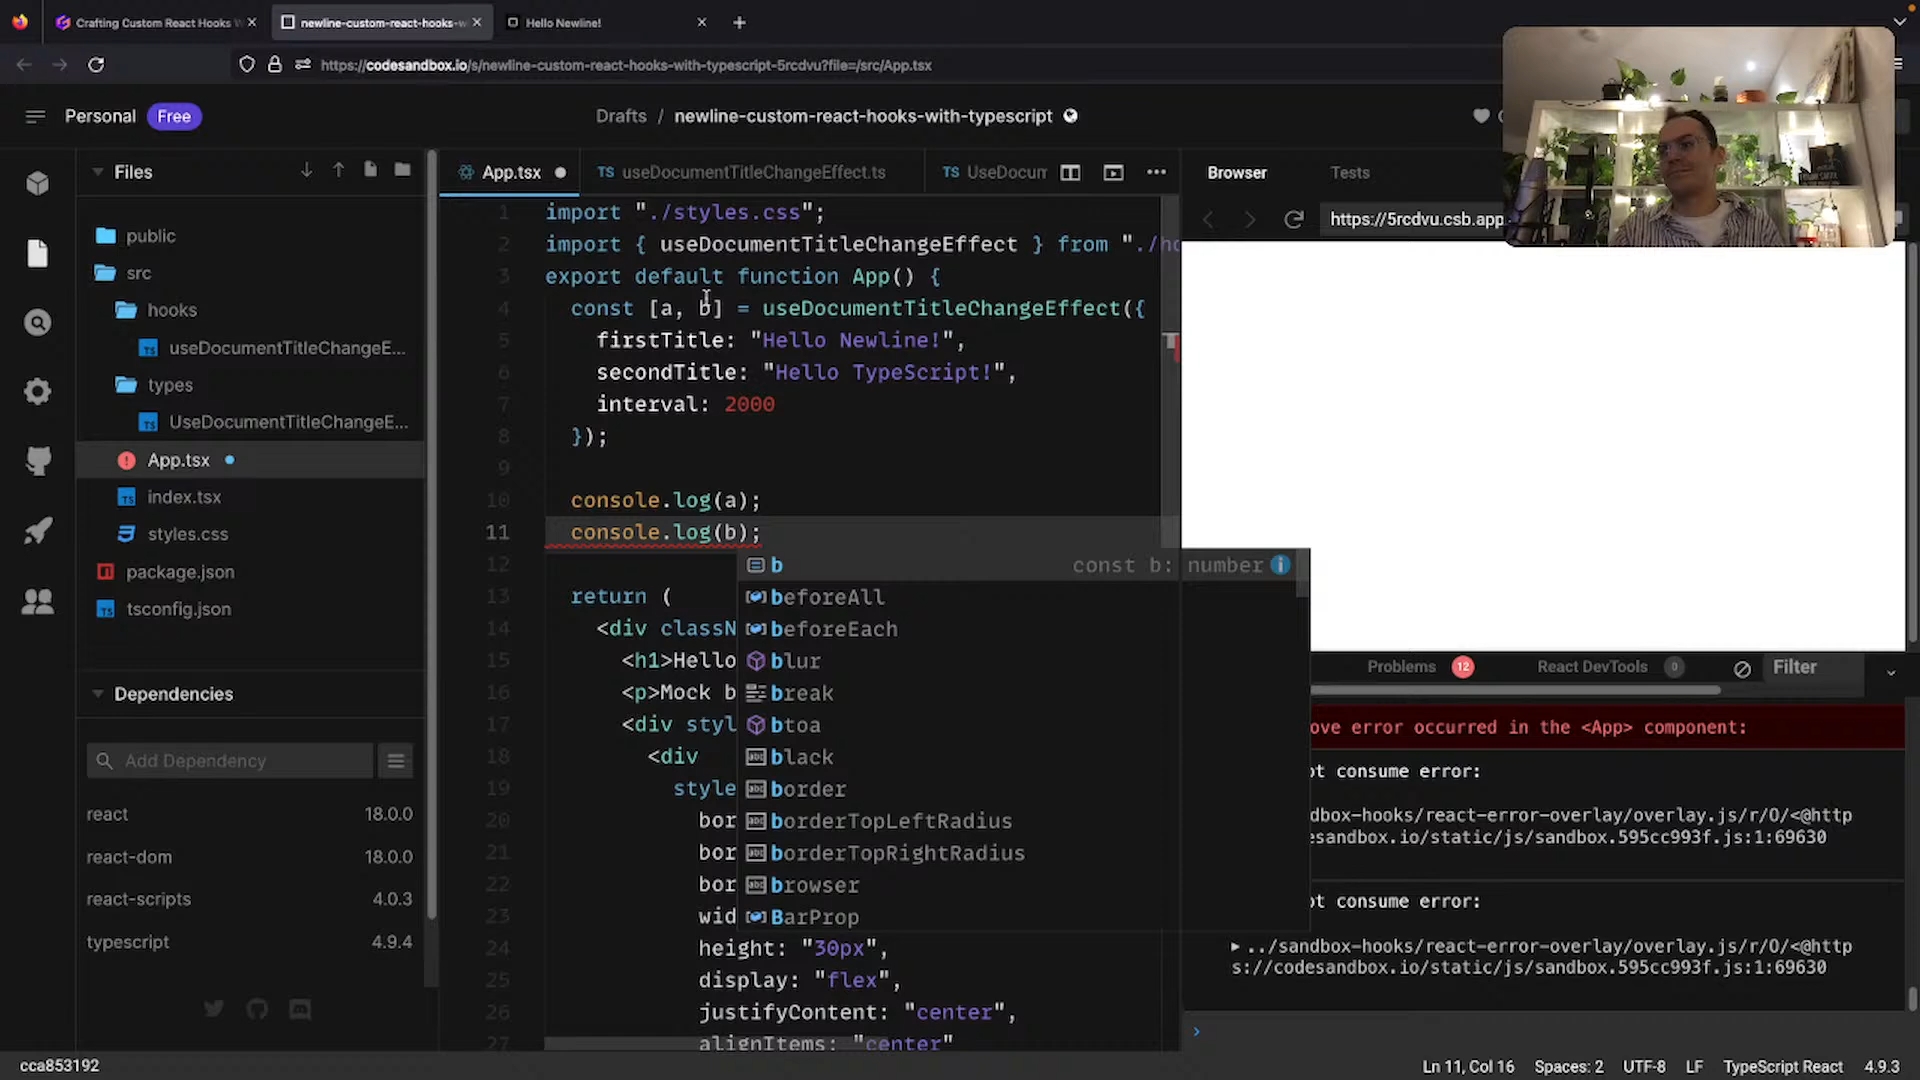 Crafting Custom React Hooks W
newline-custom-react-hooks-w
Hello Newline!
https://codesandbox.io/s/newline-custom-react-hooks-with-typescript-5rcdvu?file=/src/App.tsx
Personal
Free
Drafts / newline-custom-react-hooks-with-typescript
Files
public
src
hooks
useDocumentTitleChangeE...
types
UseDocumentTitleChangeE...
App.tsx
index.tsx
styles.css
package.json
tsconfig.json
Dependencies
Add Dependency
react 18.0.0
react-dom 18.0.0
react-scripts 4.0.3
typescript 4.9.4
App.tsx
TS useDocumentTitleChangeEffect.ts
TS UseDocum
1 import "./styles.css";
2 import { useDocumentTitleChangeEffect } from "./ho
3 export default function App() {
4 const [a, b] = useDocumentTitleChangeEffect({
5 firstTitle: "Hello Newline!",
6 secondTitle: "Hello TypeScript!",
7 interval: 2000
8 });
9
10 console.log(a);
11 console.log(b);
12
13 return (
14 <div classN
15 <h1>Hello
16 <p>Mock b
17 <div styl
18 <div
19 style
20 bor
21 bor
22 bor
23 wid
24 height: "30px",
25 display: "flex",
26 justifyContent: "center",
27 alignItems: "center"
b const b: number
beforeAll
beforeEach
blur
break
btoa
black
border
borderTopLeftRadius
borderTopRightRadius
browser
BarProp
Browser
Tests
https://5rcdvu.csb.app
Problems 12
React DevTools 0
Filter
ove error occurred in the <App> component:
ot consume error:
dbox-hooks/react-error-overlay/overlay.js/r/O/<@http
codesandbox.io/static/js/sandbox.595cc993f.js:1:69630
ot consume error:
../sandbox-hooks/react-error-overlay/overlay.js/r/O/<@http
s://codesandbox.io/static/js/sandbox.595cc993f.js:1:69630
cca853192
Ln 11, Col 16
Spaces: 2
UTF-8
LF
TypeScript React
4.9.3